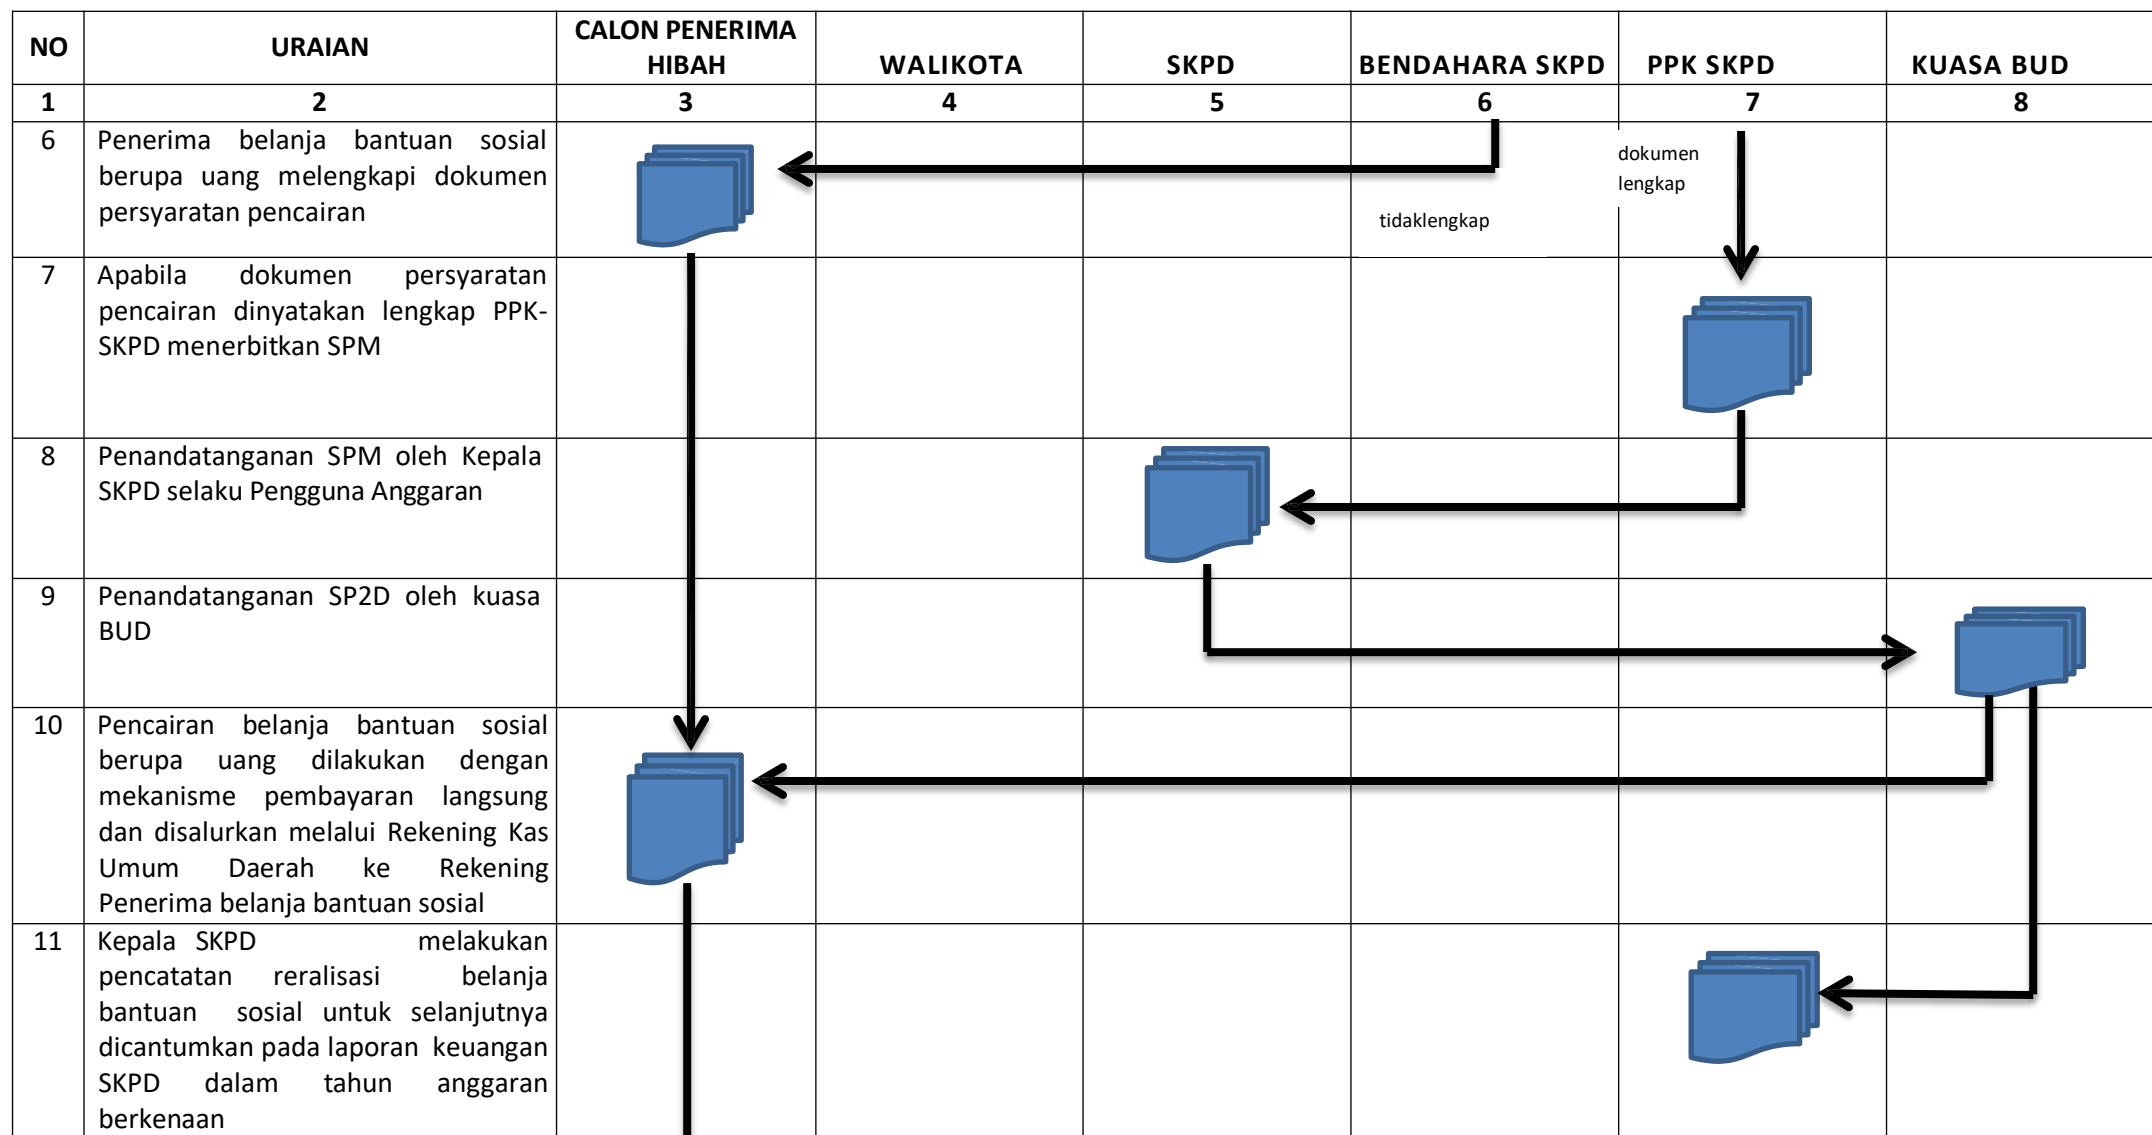 NO
URAIAN
CALON PENERIMA
HIBAH
WALIKOTA
SKPD
BENDAHARA SKPD
PPK SKPD
KUASA BUD
1
2
3
4
5
6
7
8
6
Penerima belanja bantuan sosial
berupa uang melengkapi dokumen
persyaratan pencairan
dokumen
lengkap
tidaklengkap
7
Apabila dokumen persyaratan
pencairan dinyatakan lengkap PPK-
SKPD menerbitkan SPM
8
Penandatanganan SPM oleh Kepala
SKPD selaku Pengguna Anggaran
9
Penandatanganan SP2D oleh kuasa
BUD
10
Pencairan belanja bantuan sosial
berupa uang dilakukan dengan
mekanisme pembayaran langsung
dan disalurkan melalui Rekening Kas
Umum Daerah ke Rekening
Penerima belanja bantuan sosial
11
Kepala SKPD melakukan
pencatatan reralisasi belanja
bantuan sosial untuk selanjutnya
dicantumkan pada laporan keuangan
SKPD dalam tahun anggaran
berkenaan